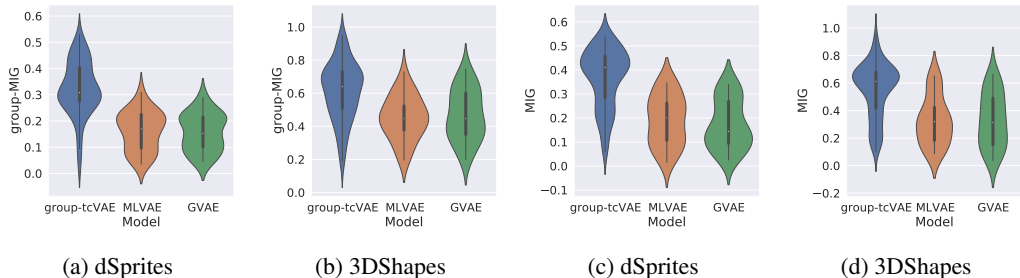 group-MIG
0.6
0.5
0.4
0.3
0.2
0.1
0.0
group-tcVAE MLVAE GVAE
Model
(a) dSprites
group-MIG
1.0
0.8
0.6
0.4
0.2
0.0
group-tcVAE MLVAE GVAE
Model
(b) 3DShapes
MIG
0.6
0.5
0.4
0.3
0.2
0.1
0.0
−0.1
group-tcVAE MLVAE GVAE
Model
(c) dSprites
MIG
1.2
1.0
0.8
0.6
0.4
0.2
0.0
−0.2
group-tcVAE MLVAE GVAE
Model
(d) 3DShapes